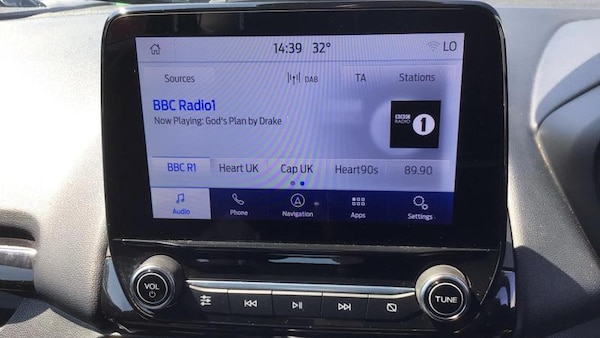 14:39 32° LO
Sources DAB TA Stations
BBC Radio1
Now Playing: God's Plan by Drake
BBC
RADIO 1
BBC R1 Heart UK Cap UK Heart90s 89.90
Audio Phone Navigation Apps Settings
VOL TUNE